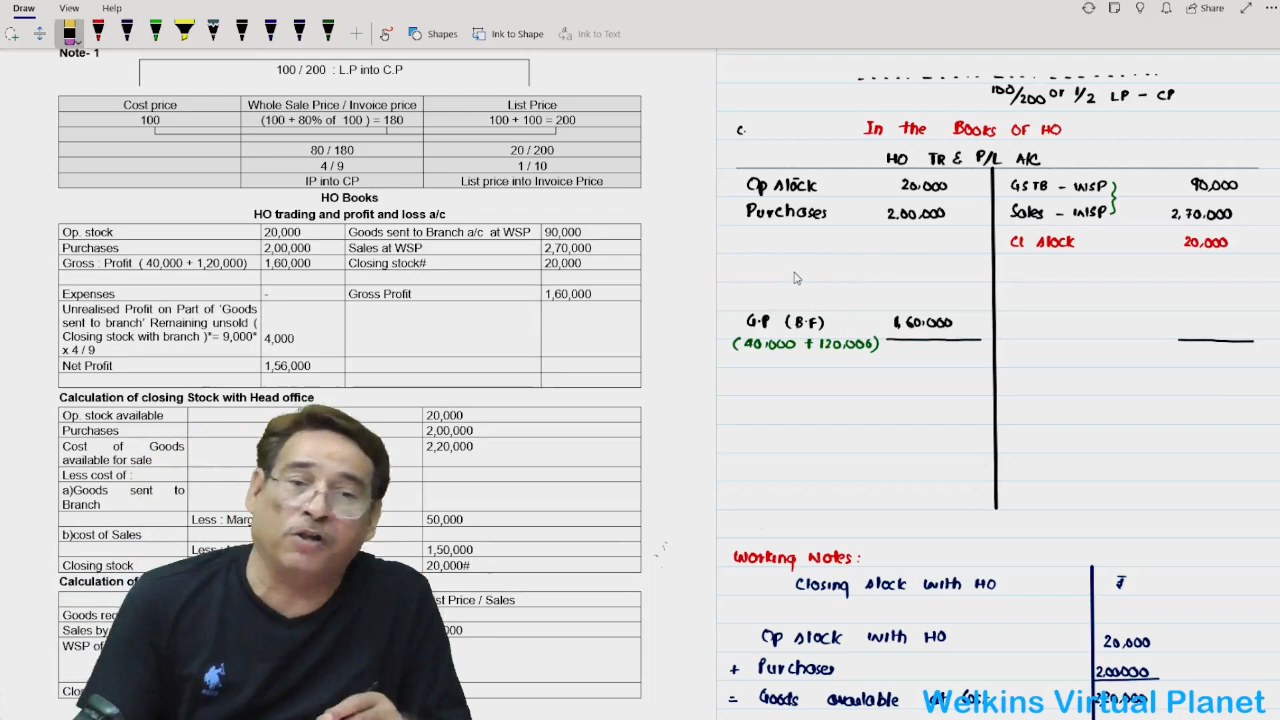 Draw View Help
Share
Shapes Ink to Shape Ink to Text
Note- 1
100 / 200 : L.P into C.P
Cost price Whole Sale Price / Invoice price List Price
100 (100 + 80% of 100 ) = 180 100 + 100 = 200
80 / 180 20 / 200
4 / 9 1 / 10
IP into CP List price into Invoice Price
HO Books
HO trading and profit and loss a/c
Op. stock 20,000 Goods sent to Branch a/c at WSP 90,000
Purchases 2,00,000 Sales at WSP 2,70,000
Gross : Profit ( 40,000 + 1,20,000) 1,60,000 Closing stock# 20,000
Expenses - Gross Profit 1,60,000
Unrealised Profit on Part of 'Goods
sent to branch' Remaining unsold (
Closing stock with branch )*= 9,000*
x 4 / 9 4,000
Net Profit 1,56,000
Calculation of closing Stock with Head office
Op. stock available 20,000
Purchases 2,00,000
Cost of Goods
available for sale 2,20,000
Less cost of :
a)Goods sent to
Branch
Less : 50,000
b)cost of Sales
1,50,000
Closing stock 20,000#
Price / Sales
Goods
Sales by
WSP of
100/200 or 1/2 LP - CP
c. In the Books OF HO
HO TR & P/L A/C
Op stock 20,000 GSTB - WSP 90,000
Purchases 2,00,000 Sales - WSP 2,70,000
Cl stock 20,000
G.P (B.F) 1,60,000
(40,000 + 120,000)
Working Notes:
Closing stock with HO ₹
Op stock with HO 20,000
+ Purchases 200000
= Goods available at
Welkins Virtual Planet